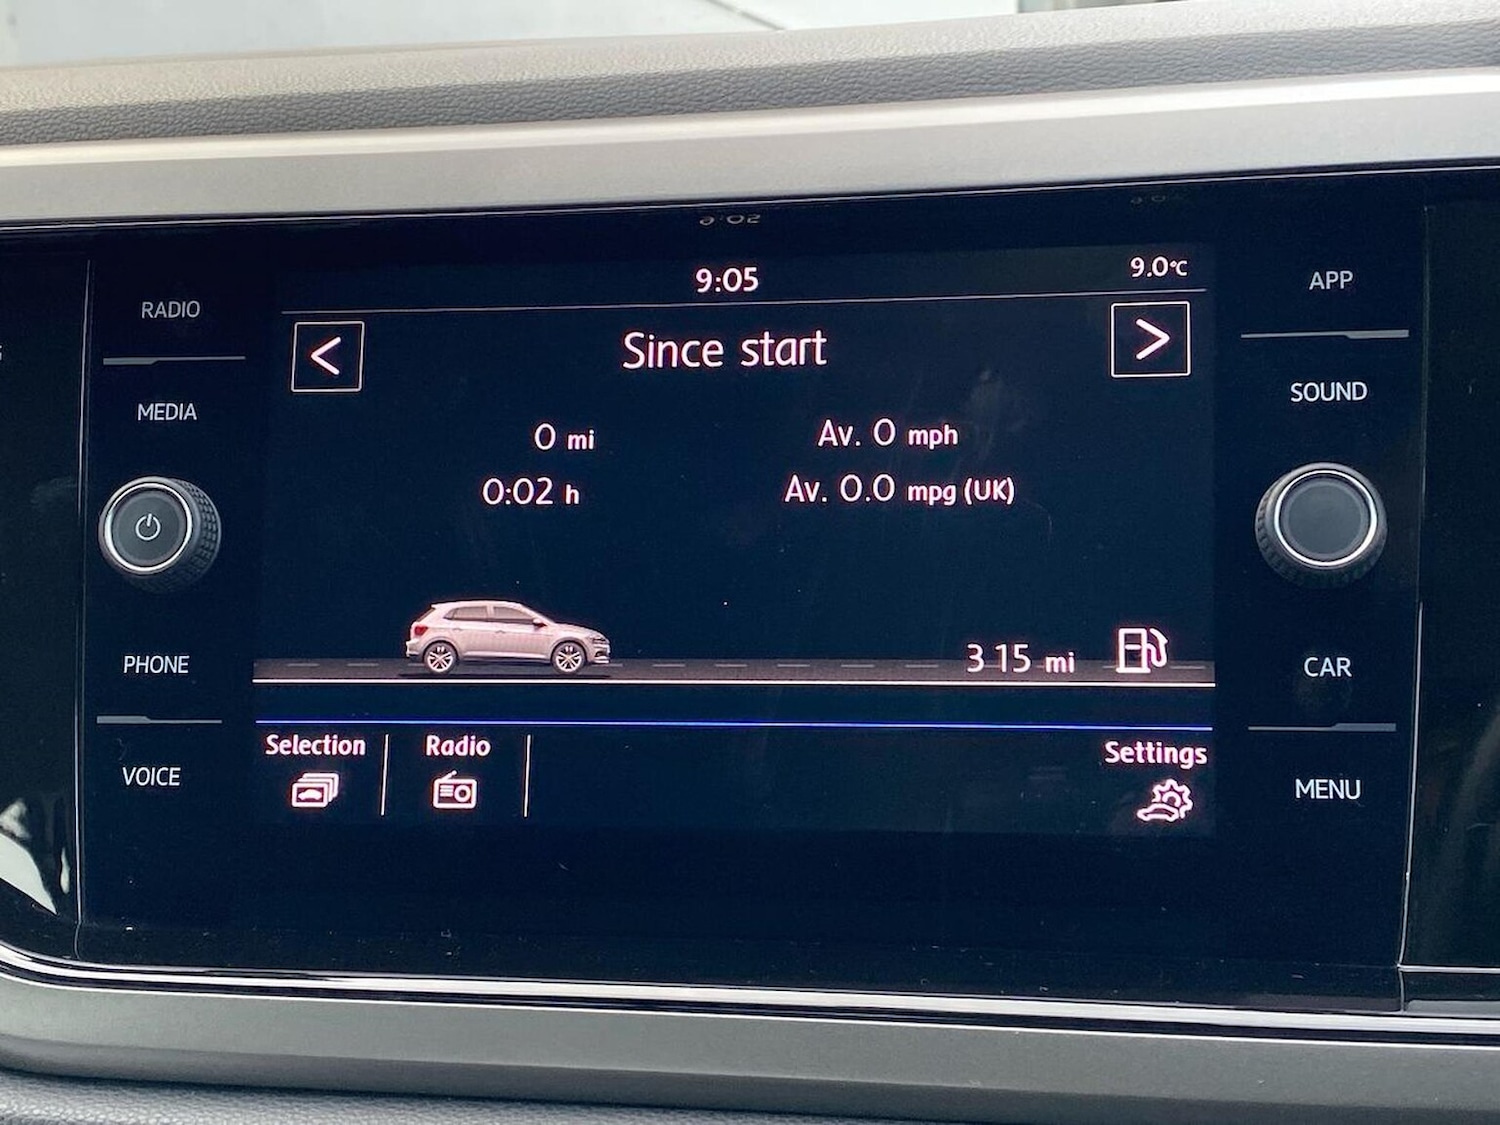 9:05
9.0°C
Since start
0 mi
Av. 0 mph
0:02 h
Av. 0.0 mpg (UK)
315 mi
Selection
Radio
Settings
RADIO
MEDIA
PHONE
VOICE
APP
SOUND
CAR
MENU